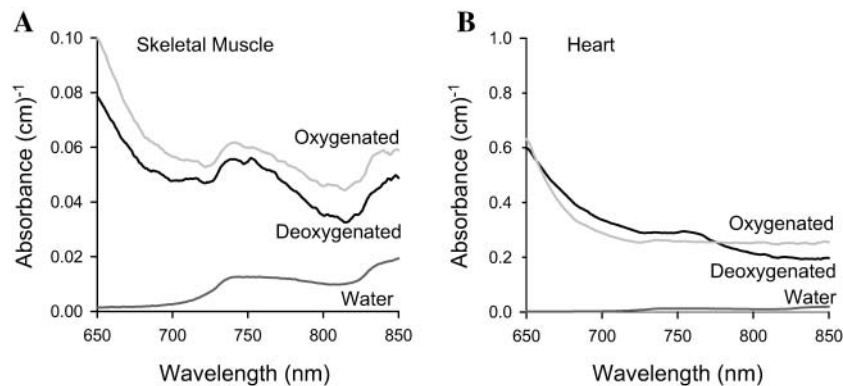 A
Skeletal Muscle
Absorbance (cm)-1
0.10
0.08
0.06
0.04
0.02
0.00
Oxygenated
Deoxygenated
Water
650 700 750 800 850
Wavelength (nm)
B
Heart
Absorbance (cm)-1
1.0
0.8
0.6
0.4
0.2
0.0
Oxygenated
Deoxygenated
Water
650 700 750 800 850
Wavelength (nm)